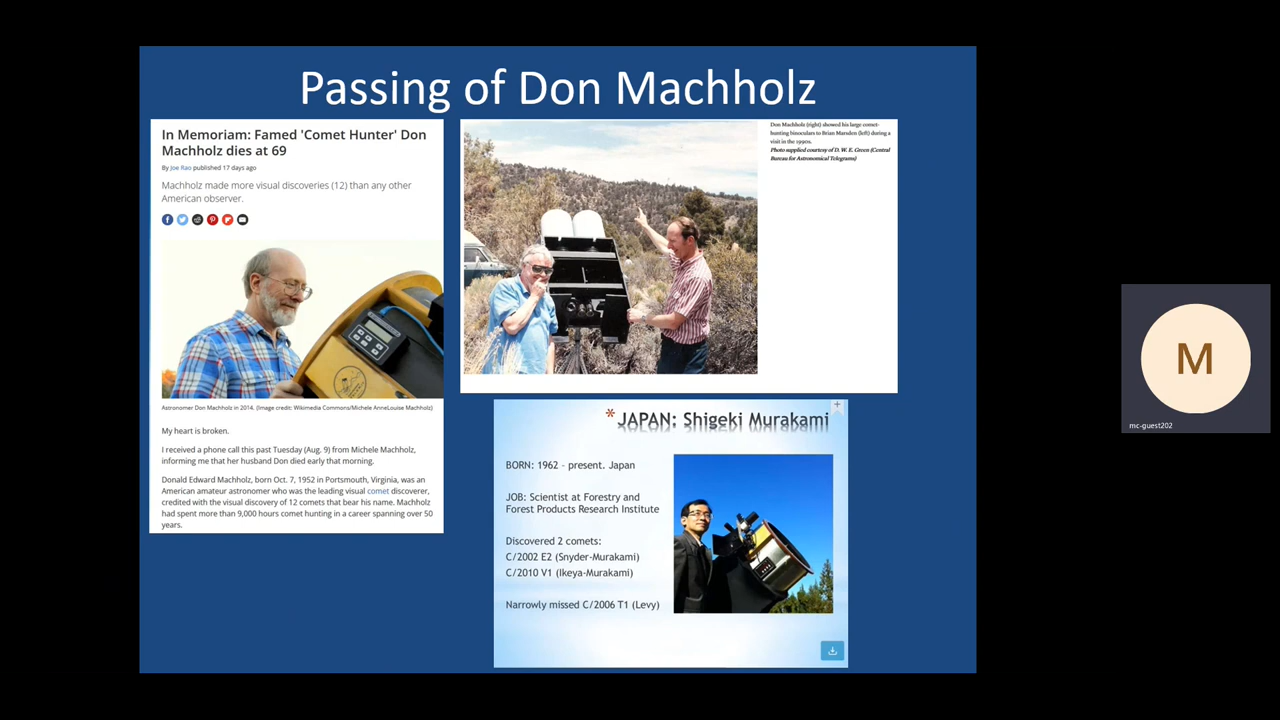 Passing of Don Machholz
In Memoriam: Famed 'Comet Hunter' Don
Machholz dies at 69
By Joe Rao published 17 days ago
Machholz made more visual discoveries (12) than any other
American observer.
Astronomer Don Machholz in 2014. (Image credit: Wikimedia Commons/Michele AnneLouise Machholz)
My heart is broken.
I received a phone call this past Tuesday (Aug. 9) from Michele Machholz,
informing me that her husband Don died early that morning.
Donald Edward Machholz, born Oct. 7, 1952 in Portsmouth, Virginia, was an
American amateur astronomer who was the leading visual comet discoverer,
credited with the visual discovery of 12 comets that bear his name. Machholz
had spent more than 9,000 hours comet hunting in a career spanning over 50
years.
Don Machholz (right) showed his large comet-
hunting binoculars to Brian Marsden (left) during a
visit in the 1990s.
Photo supplied courtesy of D. W. E. Green (Central
Bureau for Astronomical Telegrams)
* JAPAN: Shigeki Murakami
BORN: 1962 - present. Japan
JOB: Scientist at Forestry and
Forest Products Research Institute
Discovered 2 comets:
C/2002 E2 (Snyder-Murakami)
C/2010 V1 (Ikeya-Murakami)
Narrowly missed C/2006 T1 (Levy)
M
mc-guest202